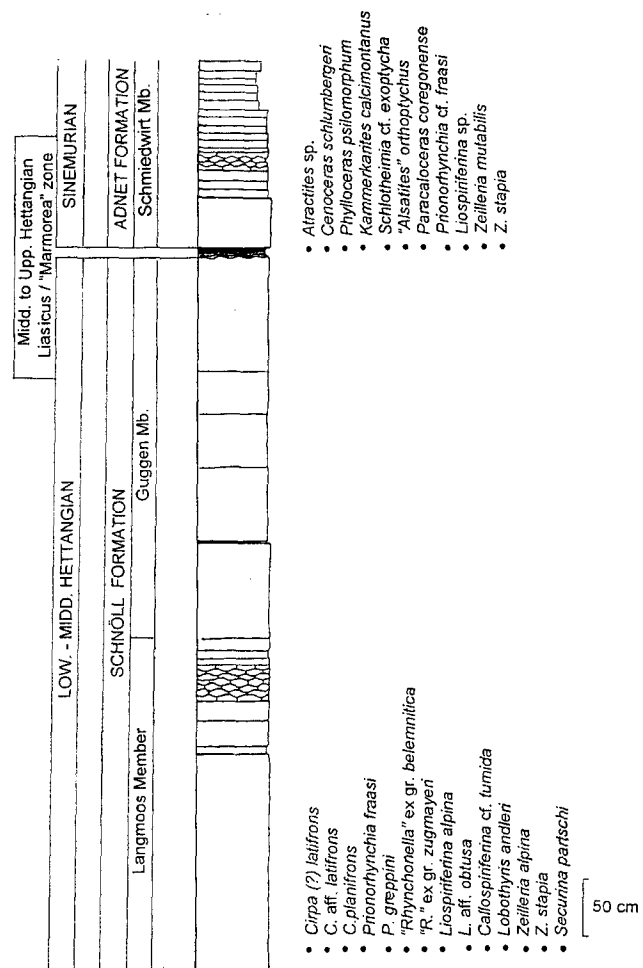 Midd. to Upp. Hettangian
Liasicus / "Marmorea" zone
LOW. - MIDD. HETTANGIAN
SINEMURIAN
SCHNÖLL FORMATION
ADNET FORMATION
Langmoos Member
Guggen Mb.
Schmiedwirt Mb.
• Atractites sp.
• Cenoceras schlumbergeri
• Phylloceras psilomorphum
• Kammerkarites calcimontanus
• Schlotheimia cf. exoptycha
• "Alsatites" orthoptychus
• Paracaloceras coregonense
• Prionorhynchia cf. fraasi
• Liospiriferina sp.
• Zeilleria mutabilis
• Z. stapia
• Cirpa (?) latifrons
• C. aff. latifrons
• C.planifrons
• Prionorhynchia fraasi
• P. greppini
• "Rhynchonella" ex gr. belemnitica
• "R." ex gr. zugmayeri
• Liospiriferina alpina
• L. aff. obtusa
• Callospiriferina cf. tumida
• Lobothyris andleri
• Zeilleria alpina
• Z. stapia
• Securina partschi
50 cm